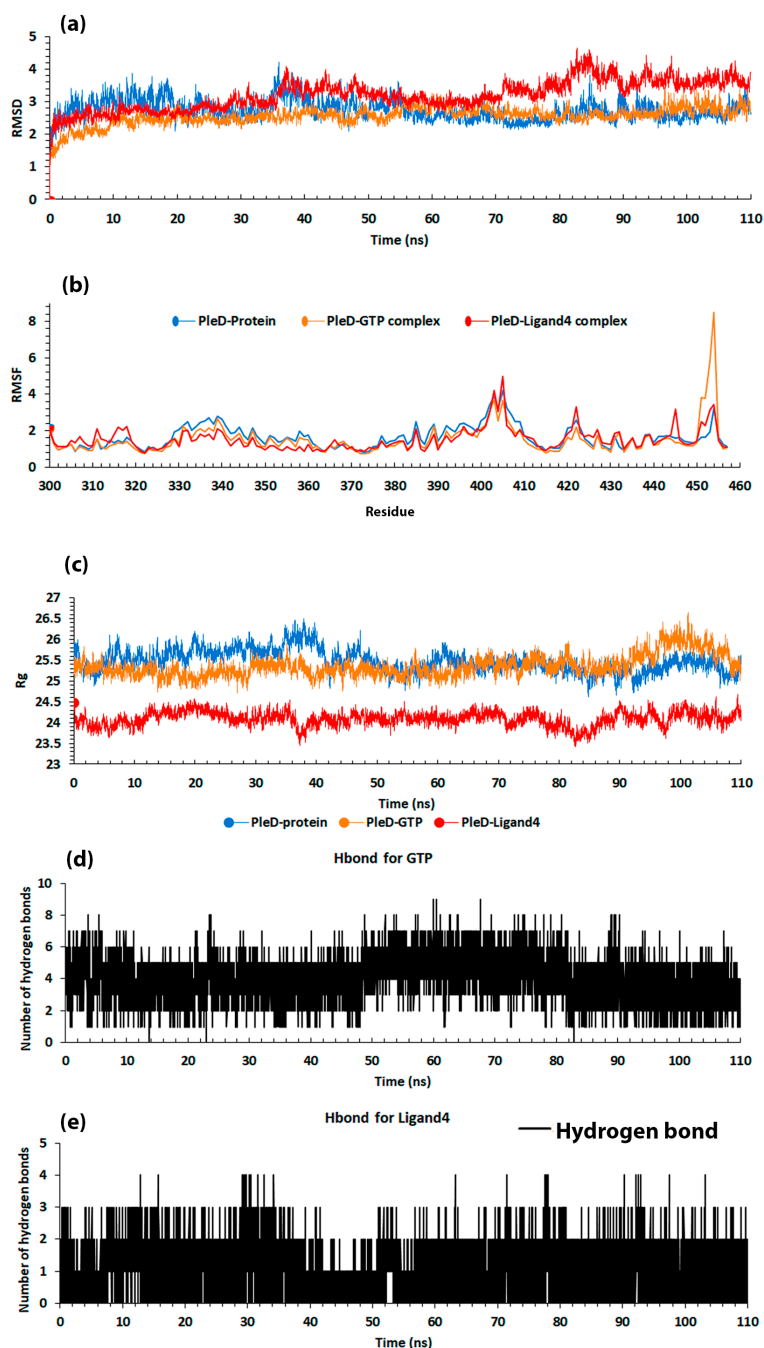 (a)
RMSD
5
4
3
2
1
0
0 10 20 30 40 50 60 70 80 90 100 110
Time (ns)
(b)
RMSF
PleD-Protein PleD-GTP complex PleD-Ligand4 complex
8
6
4
2
0
300 310 320 330 340 350 360 370 380 390 400 410 420 430 440 450 460
Residue
(c)
Rg
27
26.5
26
25.5
25
24.5
24
23.5
23
0 10 20 30 40 50 60 70 80 90 100 110
Time (ns)
PleD-protein PleD-GTP PleD-Ligand4
(d)
Hbond for GTP
Number of hydrogen bonds
10
8
6
4
2
0
0 10 20 30 40 50 60 70 80 90 100 110
Time (ns)
(e)
Hbond for Ligand4
Hydrogen bond
Number of hydrogen bonds
5
4
3
2
1
0
0 10 20 30 40 50 60 70 80 90 100 110
Time (ns)